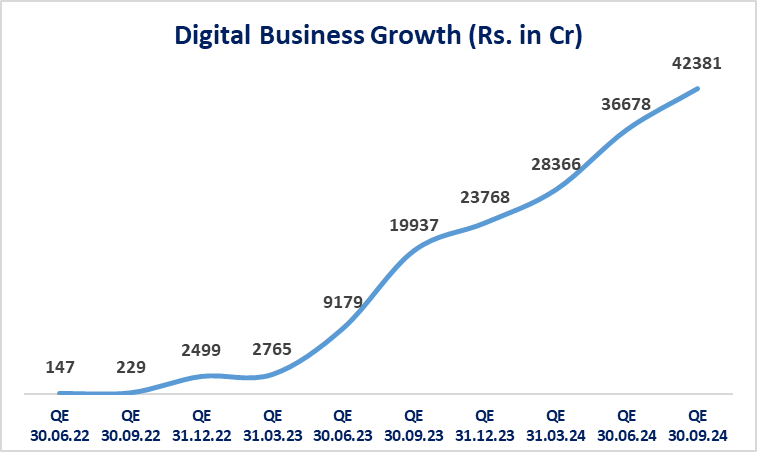 Digital Business Growth (Rs. in Cr)
147
229
2499
2765
9179
19937
23768
28366
36678
42381
QE
30.06.22
QE
30.09.22
QE
31.12.22
QE
31.03.23
QE
30.06.23
QE
30.09.23
QE
31.12.23
QE
31.03.24
QE
30.06.24
QE
30.09.24